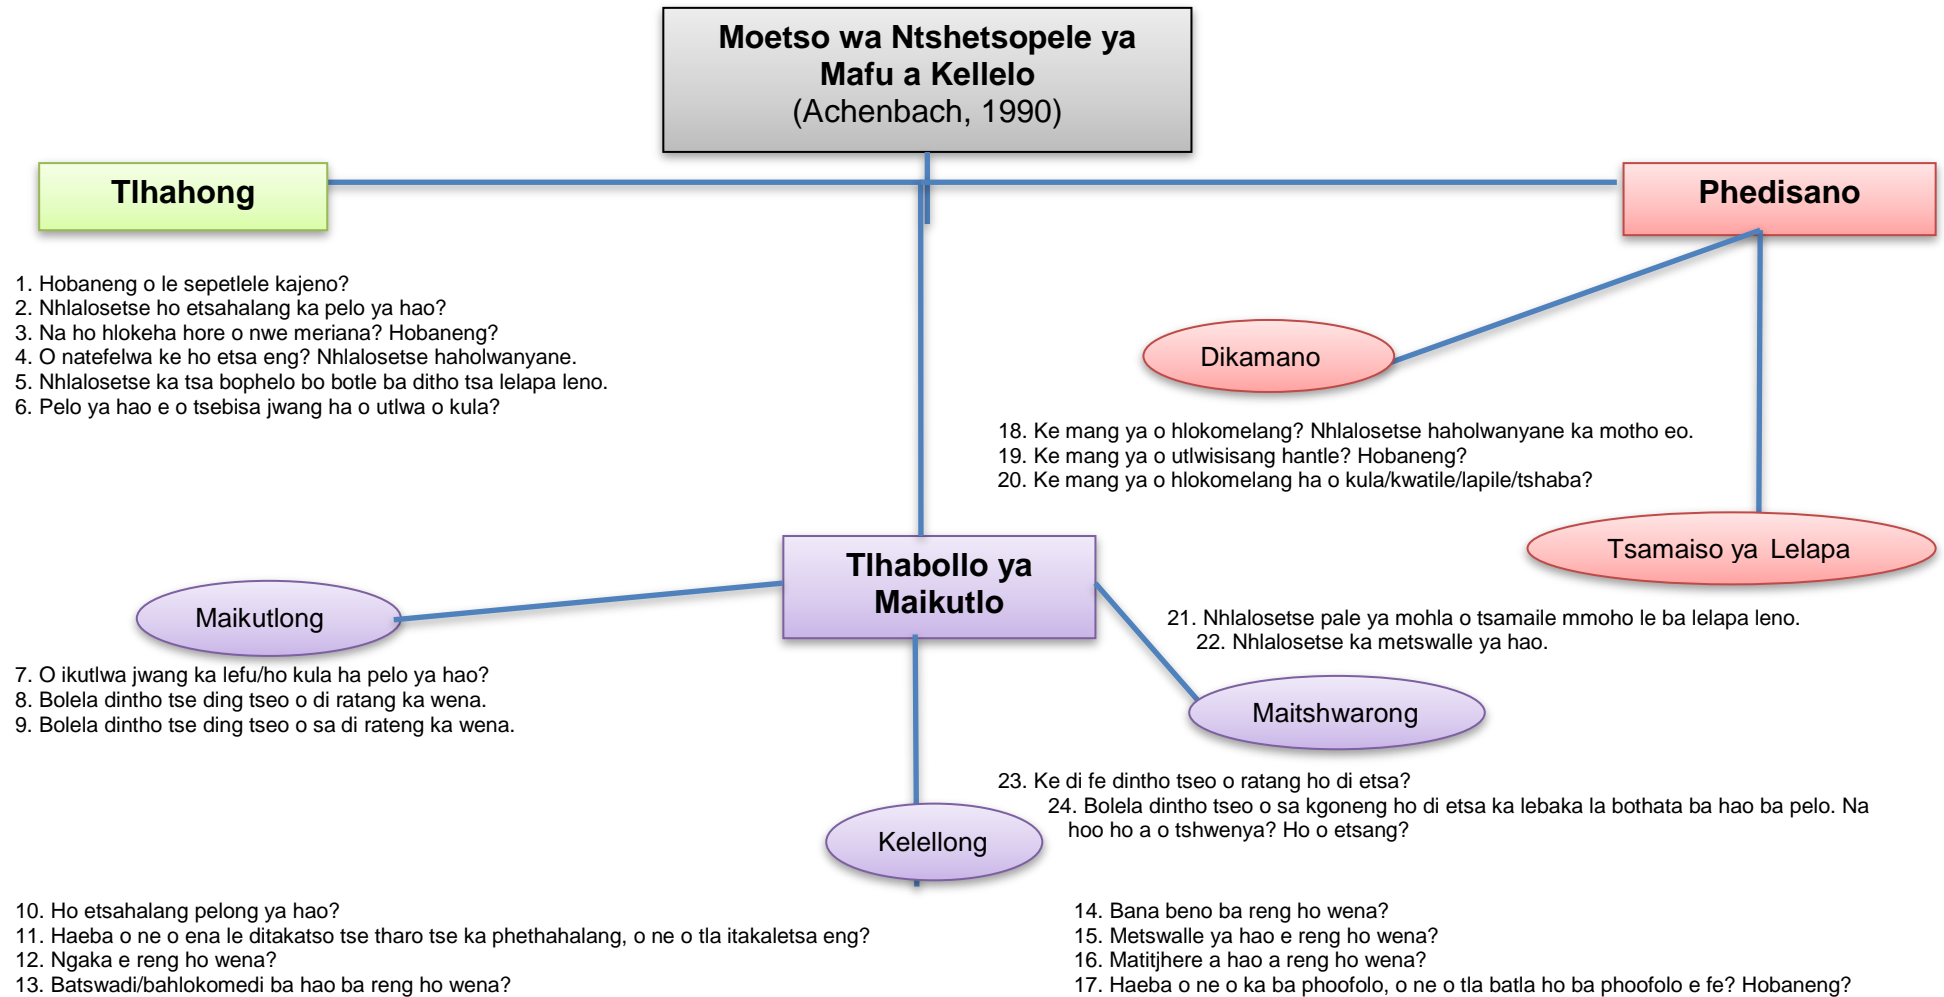 Moetso wa Ntshetsopele ya
Mafu a Kellelo
(Achenbach, 1990)
Tlhahong
Phedisano
1. Hobaneng o le sepetlele kajeno?
2. Nhlalosetse ho etsahalang ka pelo ya hao?
3. Na ho hlokeha hore o nwe meriana? Hobaneng?
4. O natefelwa ke ho etsa eng? Nhlalosetse haholwanyane.
5. Nhlalosetse ka tsa bophelo bo botle ba ditho tsa lelapa leno.
6. Pelo ya hao e o tsebisa jwang ha o utlwa o kula?
Dikamano
18. Ke mang ya o hlokomelang? Nhlalosetse haholwanyane ka motho eo.
19. Ke mang ya o utlwisisang hantle? Hobaneng?
20. Ke mang ya o hlokomelang ha o kula/kwatile/lapile/tshaba?
Tsamaiso ya Lelapa
Tlhabollo ya
Maikutlo
Maikutlong
21. Nhlalosetse pale ya mohla o tsamaile mmoho le ba lelapa leno.
22. Nhlalosetse ka metswalle ya hao.
7. O ikutlwa jwang ka lefu/ho kula ha pelo ya hao?
8. Bolela dintho tse ding tseo o di ratang ka wena.
9. Bolela dintho tse ding tseo o sa di rateng ka wena.
Maitshwarong
23. Ke di fe dintho tseo o ratang ho di etsa?
24. Bolela dintho tseo o sa kgoneng ho di etsa ka lebaka la bothata ba hao ba pelo. Na
hoo ho a o tshwenya? Ho o etsang?
Kelellong
10. Ho etsahalang pelong ya hao?
11. Haeba o ne o ena le ditakatso tse tharo tse ka phethahalang, o ne o tla itakaletsa eng?
12. Ngaka e reng ho wena?
13. Batswadi/bahlokomedi ba hao ba reng ho wena?
14. Bana beno ba reng ho wena?
15. Metswalle ya hao e reng ho wena?
16. Matitjhere a hao a reng ho wena?
17. Haeba o ne o ka ba phoofolo, o ne o tla batla ho ba phoofolo e fe? Hobaneng?